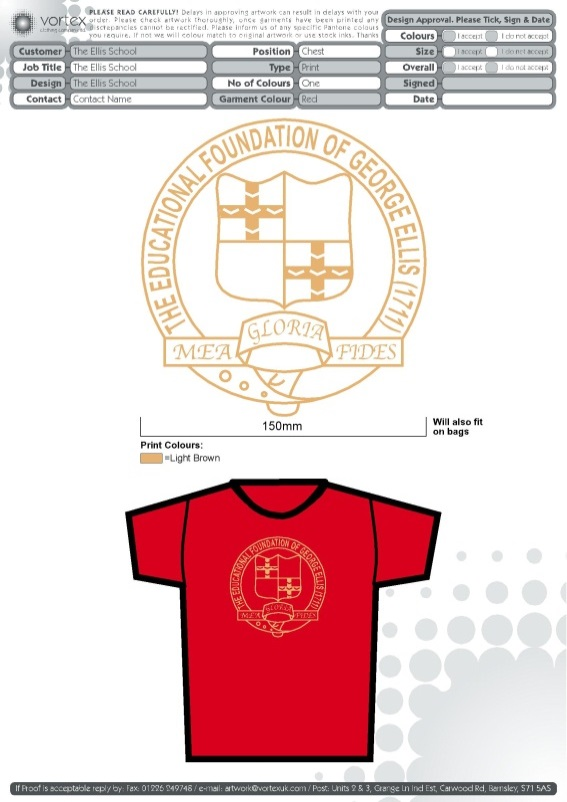 vortex
PLEASE READ CAREFULLY! Delays in approving artwork can result in delays with your
order. Please check artwork thoroughly, once garments have been printed any
discrepancies cannot be rectified. Please inform us of any specific Pantone colours
you require, if not we will colour match to original artwork or use stock inks. Thanks
Design Approval. Please Tick, Sign & Date
Colours I accept I do not accept
Customer The Ellis School Position Chest Size I accept I do not accept
Job Title The Ellis School Type Print Overall I accept I do not accept
Design The Ellis School No of Colours One Signed
Contact Contact Name Garment Colour Red Date
THE EDUCATIONAL FOUNDATION OF GEORGE ELLIS (1711)
MEA GLORIA FIDES
150mm
Will also fit
on bags
Print Colours:
=Light Brown
THE EDUCATIONAL FOUNDATION OF GEORGE ELLIS (1711)
MEA GLORIA FIDES
If Proof is acceptable reply by: Fax: 01226 249748 / e-mail: artwork@vortexuk.com / Post: Units 2 & 3, Grange Ln Ind Est, Carwood Rd, Barnsley, S71 5AS